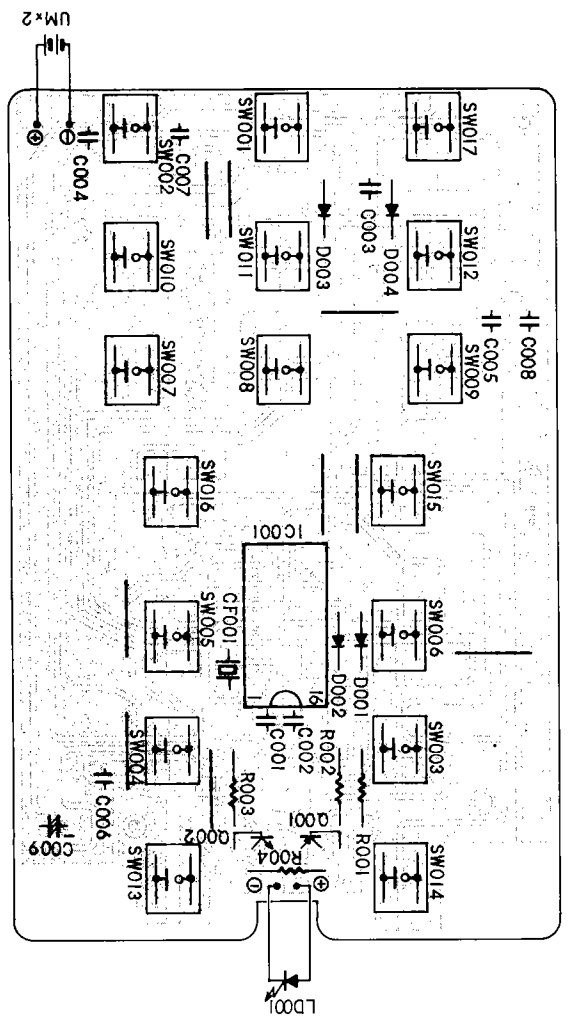 UM×2
⊕
⊖
C004
SW002
C007
SW001
SW017
SW010
SW011
D003
C003
D004
SW012
SW007
SW008
SW009
C005
C008
SW016
SW015
IC001
SW005
CF001
1
16
D002
D001
SW006
SW004
C001
C002
R002
SW003
C006
R003
C009
Q002
Q001
R001
R004
SW013
⊖
⊕
SW014
LD001